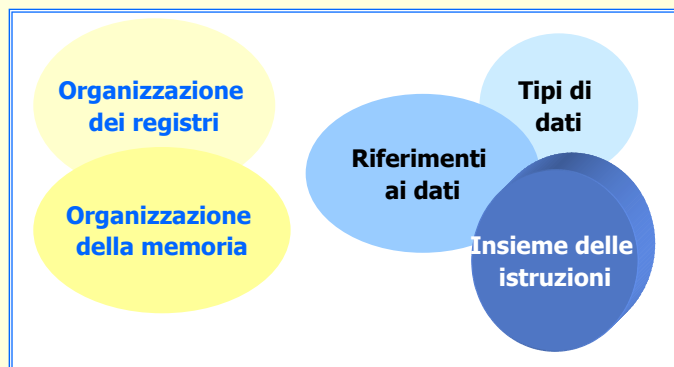 Organizzazione
dei registri
Organizzazione
della memoria
Riferimenti
ai dati
Tipi di
dati
Insieme delle
istruzioni